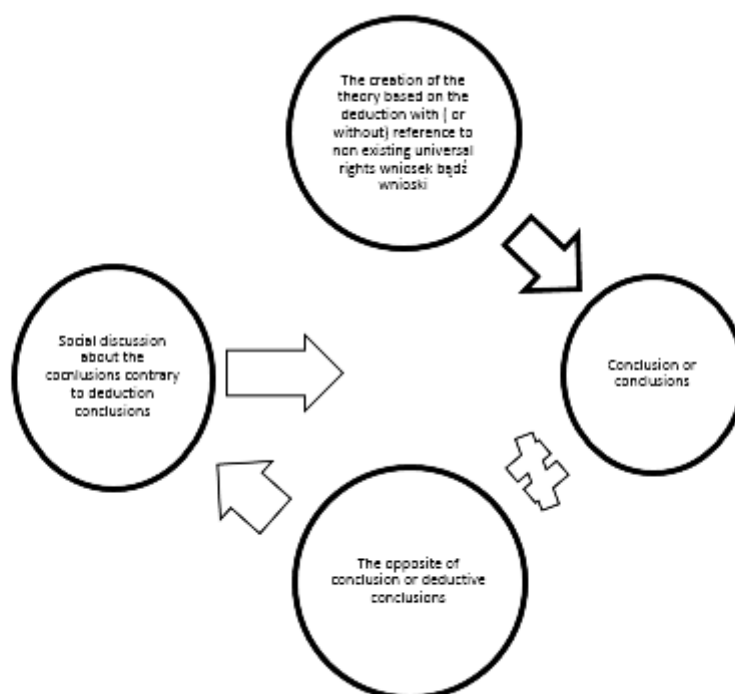 The creation of the
theory based on the
deduction with ( or
without) reference to
non existing universal
rights wniosek bądź
wnioski
Social discussion
about the
cocnlusions contrary
to deduction
conclusions
Conclusion or
conclusions
The opposite of
conclusion or deductive
conclusions